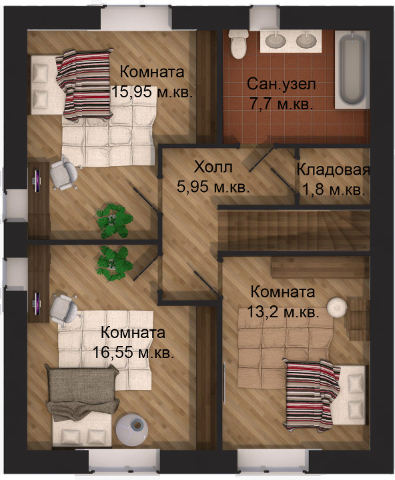 Комната
15,95 м.кв.
Сан.узел
7,7 м.кв.
Холл
5,95 м.кв.
Кладовая
1,8 м.кв.
Комната
13,2 м.кв.
Комната
16,55 м.кв.